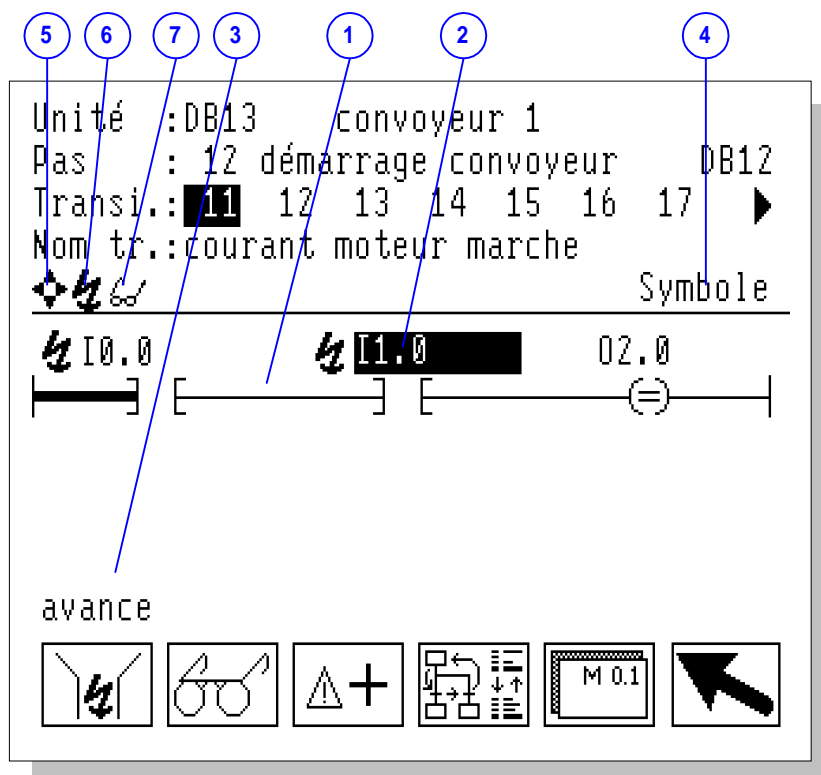 5 6 7 3 1 2 4
Unité :DB13 convoyeur 1
Pas : 12 démarrage convoyeur DB12
Transi.: 11 12 13 14 15 16 17
Nom tr.:courant moteur marche
Symbole
I0.0 I1.0 O2.0
(=)
avance
M 0.1